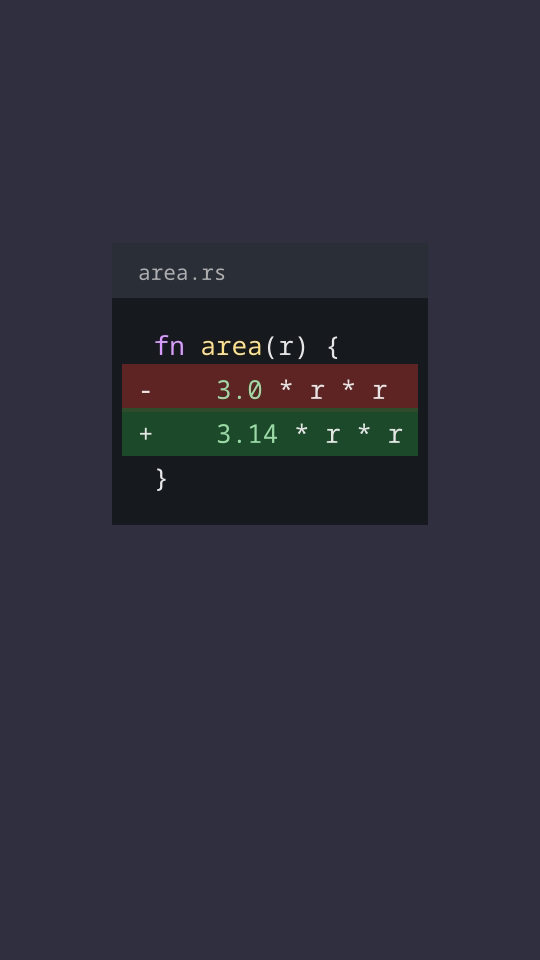 area.rs
fn area(r) {
-    3.0 * r * r
+    3.14 * r * r
}